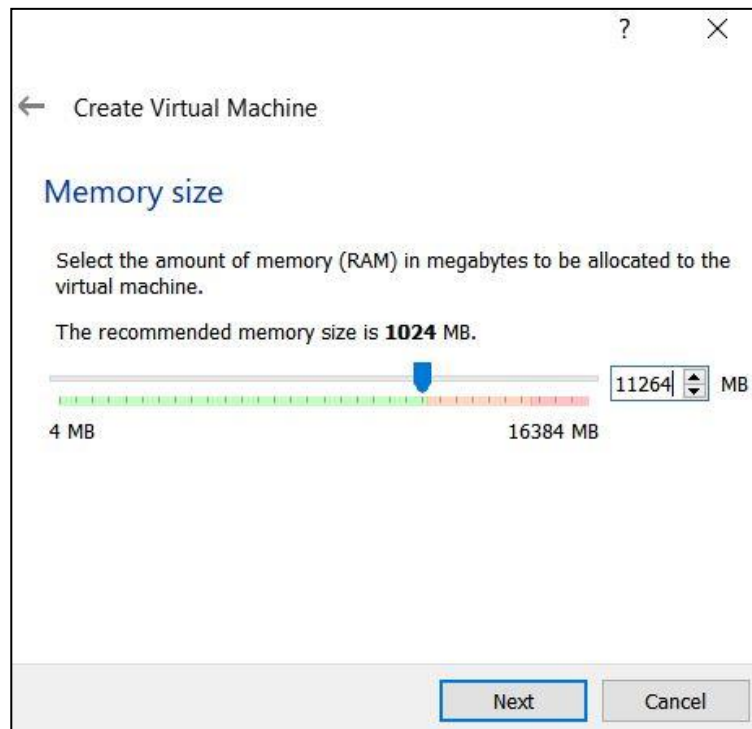 ?
Create Virtual Machine
Memory size
Select the amount of memory (RAM) in megabytes to be allocated to the
virtual machine.
The recommended memory size is 1024 MB.
11264 MB
4 MB 16384 MB
Next Cancel